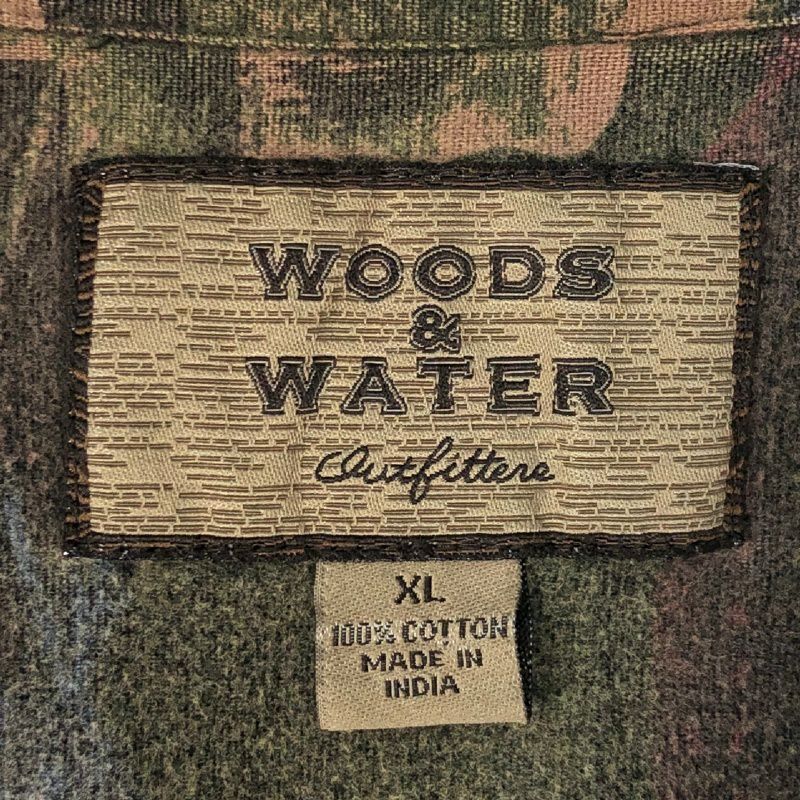 WOODS
&
WATER
Outfitters
XL
100% COTTON
MADE IN
INDIA